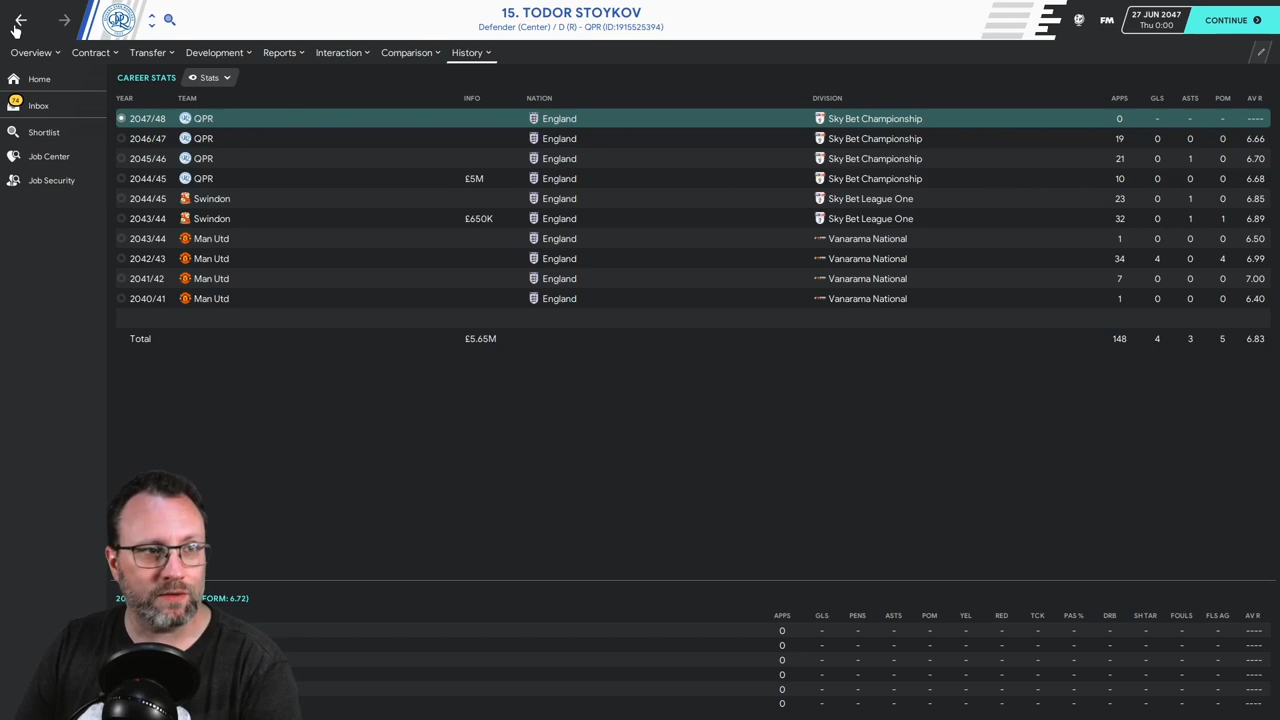 15. TODOR STOYKOV
Defender (Center) / D (R) - QPR (ID:1915525394)
FM
27 JUN 2047
Thu 0:00
CONTINUE
Overview Contract Transfer Development Reports Interaction Comparison History
Home
74
Inbox
Shortlist
Job Center
Job Security
CAREER STATS Stats
YEAR TEAM INFO NATION DIVISION APPS GLS ASTS POM AV R
2047/48 QPR England Sky Bet Championship 0 - - - ----
2046/47 QPR England Sky Bet Championship 19 0 0 0 6.66
2045/46 QPR England Sky Bet Championship 21 0 1 0 6.70
2044/45 QPR £5M England Sky Bet Championship 10 0 0 0 6.68
2044/45 Swindon England Sky Bet League One 23 0 1 0 6.85
2043/44 Swindon £650K England Sky Bet League One 32 0 1 1 6.89
2043/44 Man Utd England Vanarama National 1 0 0 0 6.50
2042/43 Man Utd England Vanarama National 34 4 0 4 6.99
2041/42 Man Utd England Vanarama National 7 0 0 0 7.00
2040/41 Man Utd England Vanarama National 1 0 0 0 6.40
Total £5.65M 148 4 3 5 6.83
20 FORM: 6.72)
APPS GLS PENS ASTS POM YEL RED TCK PAS % DRB SH TAR FOULS FLS AG AV R
0 - - - - - - - - - - - - ----
0 - - - - - - - - - - - - ----
0 - - - - - - - - - - - - ----
0 - - - - - - - - - - - - ----
0 - - - - - - - - - - - - ----
0 - - - - - - - - - - - - ----